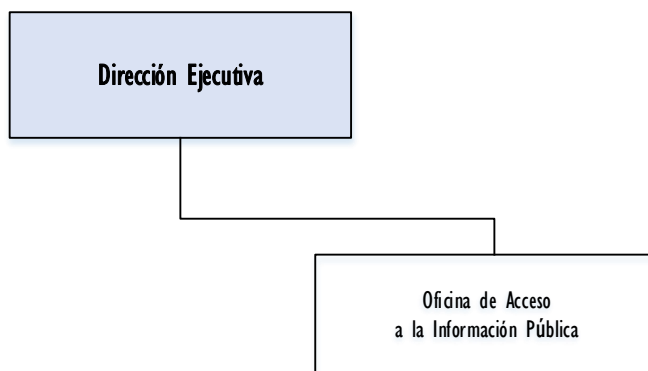 Dirección Ejecutiva
Oficina de Acceso
a la Información Pública